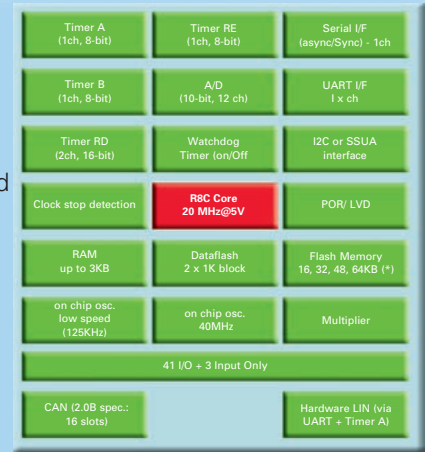 Timer A
(1ch, 8-bit)
Timer RE
(1ch, 8-bit)
Serial I/F
(async/Sync) - 1ch
Timer B
(1ch, 8-bit)
A/D
(10-bit, 12 ch)
UART I/F
I x ch
Timer RD
(2ch, 16-bit)
Watchdog
Timer (on/Off
I2C or SSUA
interface
d
Clock stop detection
R8C Core
20 MHz@5V
POR/ LVD
RAM
up to 3KB
Dataflash
2 x 1K block
Flash Memory
16, 32, 48, 64KB (*)
on chip osc.
low speed
(125KHz)
on chip osc.
40MHz
Multiplier
41 I/O + 3 Input Only
CAN (2.0B spec.:
16 slots)
Hardware LIN (via
UART + Timer A)